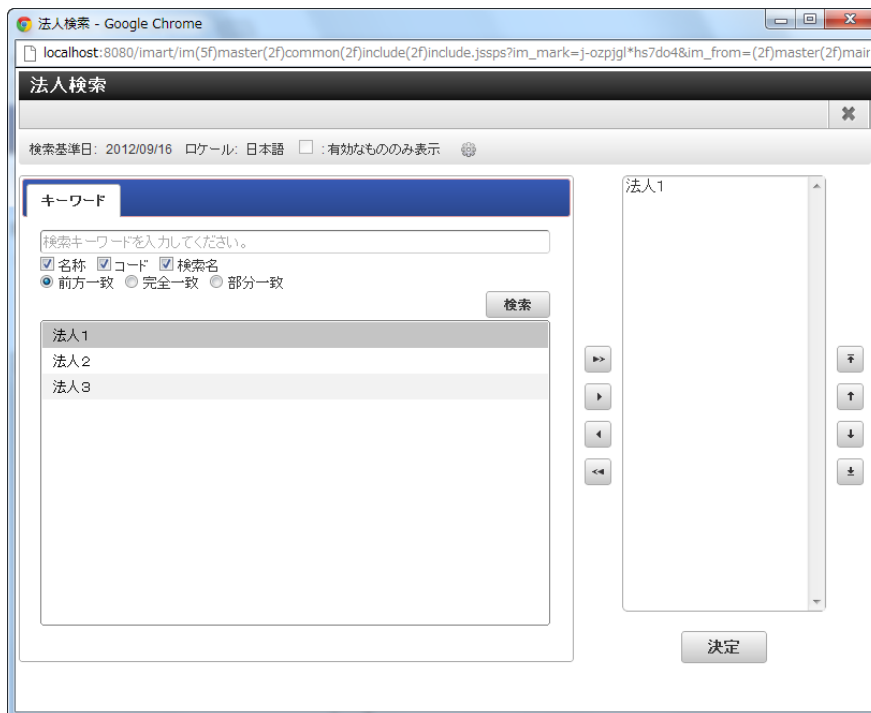 法人検索 - Google Chrome
localhost:8080/imart/im(5f)master(2f)common(2f)include(2f)include.jssps?im_mark=j-ozpjgl*hs7do4&im_from=(2f)master(2f)mair
法人検索
検索基準日: 2012/09/16 ロケール: 日本語 : 有効なもののみ表示
キーワード
検索キーワードを入力してください。
名称 コード 検索名
前方一致 完全一致 部分一致
検索
法人1
法人2
法人3
法人1
決定